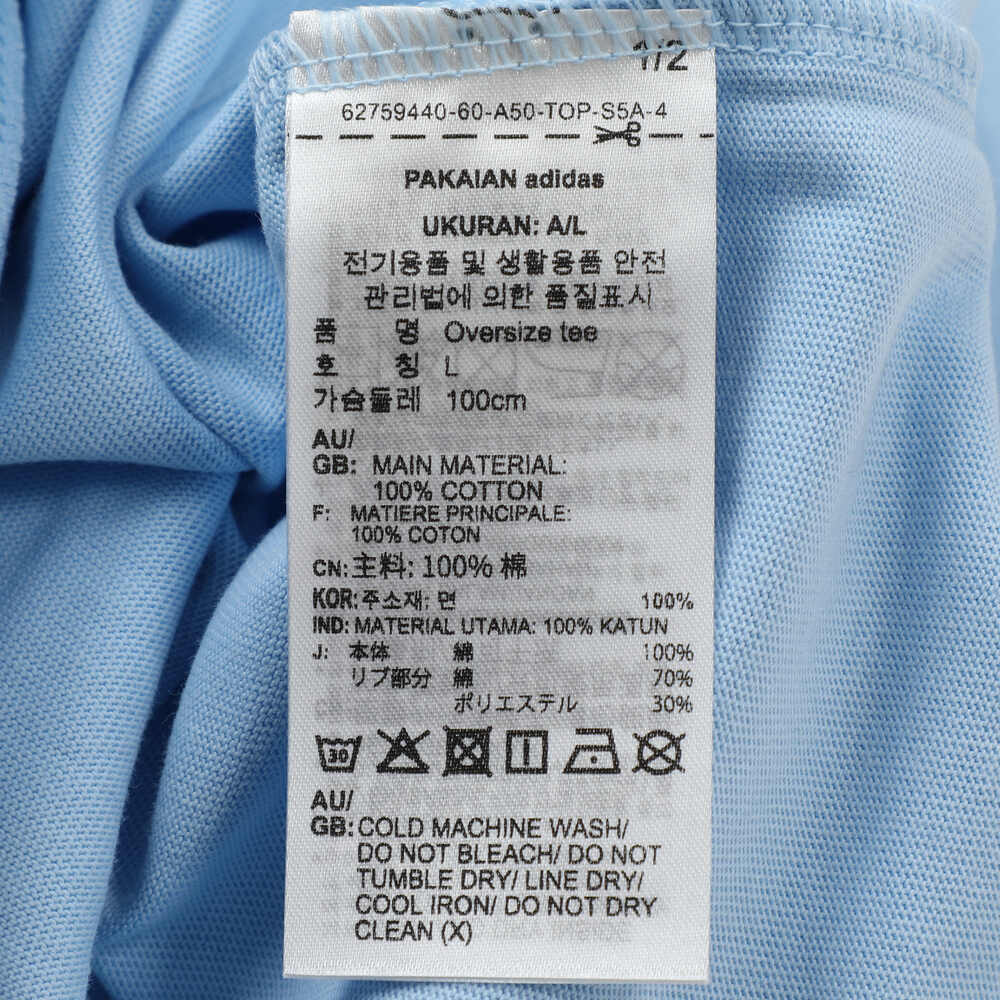 1/2
62759440-60-A50-TOP-S5A-4
PAKAIAN adidas
UKURAN: A/L
전기용품 및 생활용품 안전
관리법에 의한 품질표시
품 명 Oversize tee
호 칭 L
가슴둘레 100cm
AU/
GB: MAIN MATERIAL:
100% COTTON
F: MATIERE PRINCIPALE:
100% COTON
CN:主料: 100% 棉
KOR:주소재: 면 100%
IND: MATERIAL UTAMA: 100% KATUN
J: 本体 綿 100%
リブ部分 綿 70%
ポリエステル 30%
30
AU/
GB: COLD MACHINE WASH/
DO NOT BLEACH/ DO NOT
TUMBLE DRY/ LINE DRY/
COOL IRON/ DO NOT DRY
CLEAN (X)